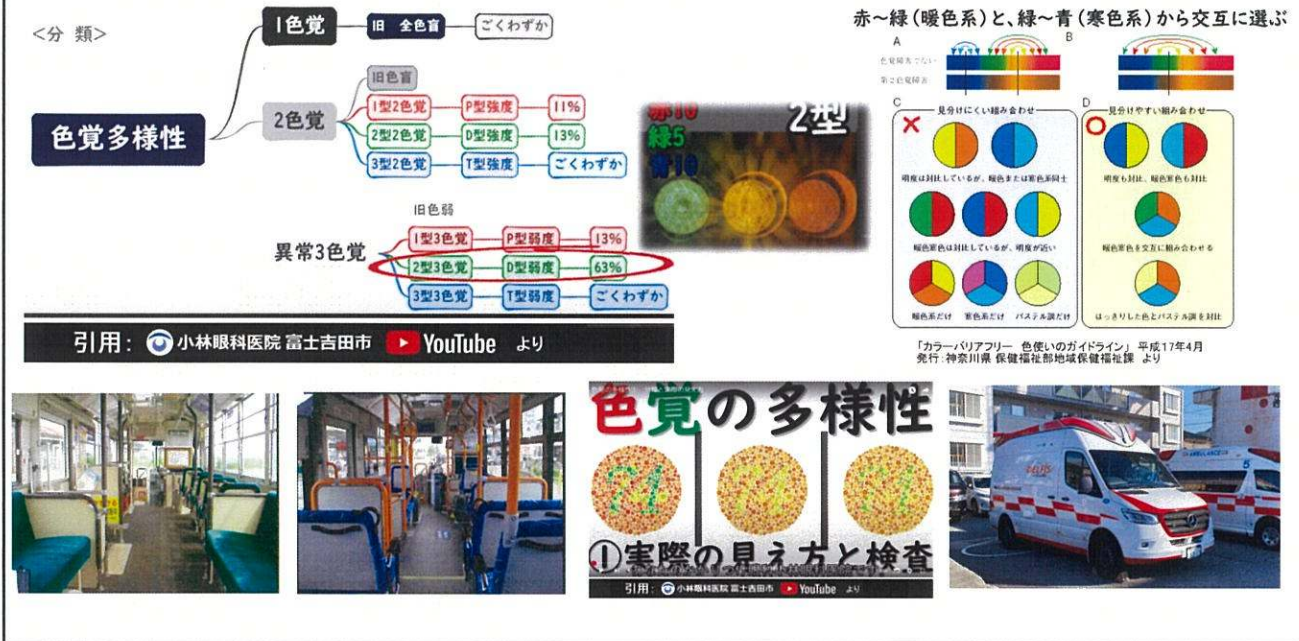 <分 類>
色覚多様性
1色覚
旧 全色盲
ごくわずか
2色覚
旧色盲
1型2色覚
P型強度
11%
2型2色覚
D型強度
13%
3型2色覚
T型強度
ごくわずか
旧色弱
異常3色覚
1型3色覚
P型弱度
13%
2型3色覚
D型弱度
63%
3型3色覚
T型弱度
ごくわずか
引用: 小林眼科医院 富士吉田市 YouTube より
赤10
緑5
青10
2型
赤～緑(暖色系)と、緑～青(寒色系)から交互に選ぶ
A
B
色覚障害でない
第2色覚障害
C
見分けにくい組み合わせ
明度は対比しているが、暖色または寒色系同士
暖色寒色は対比しているが、明度が近い
暖色系だけ
寒色系だけ
パステル調だけ
D
見分けやすい組み合わせ
明度も対比、暖色寒色も対比
暖色寒色を交互に組み合わせる
はっきりした色とパステル調を対比
「カラーバリアフリー 色使いのガイドライン」 平成17年4月
発行:神奈川県 保健福祉部地域保健福祉課 より
色覚の多様性
74
74
71
①実際の見え方と検査
引用: 小林眼科医院 富士吉田市 YouTube より
AMBULANCE
5